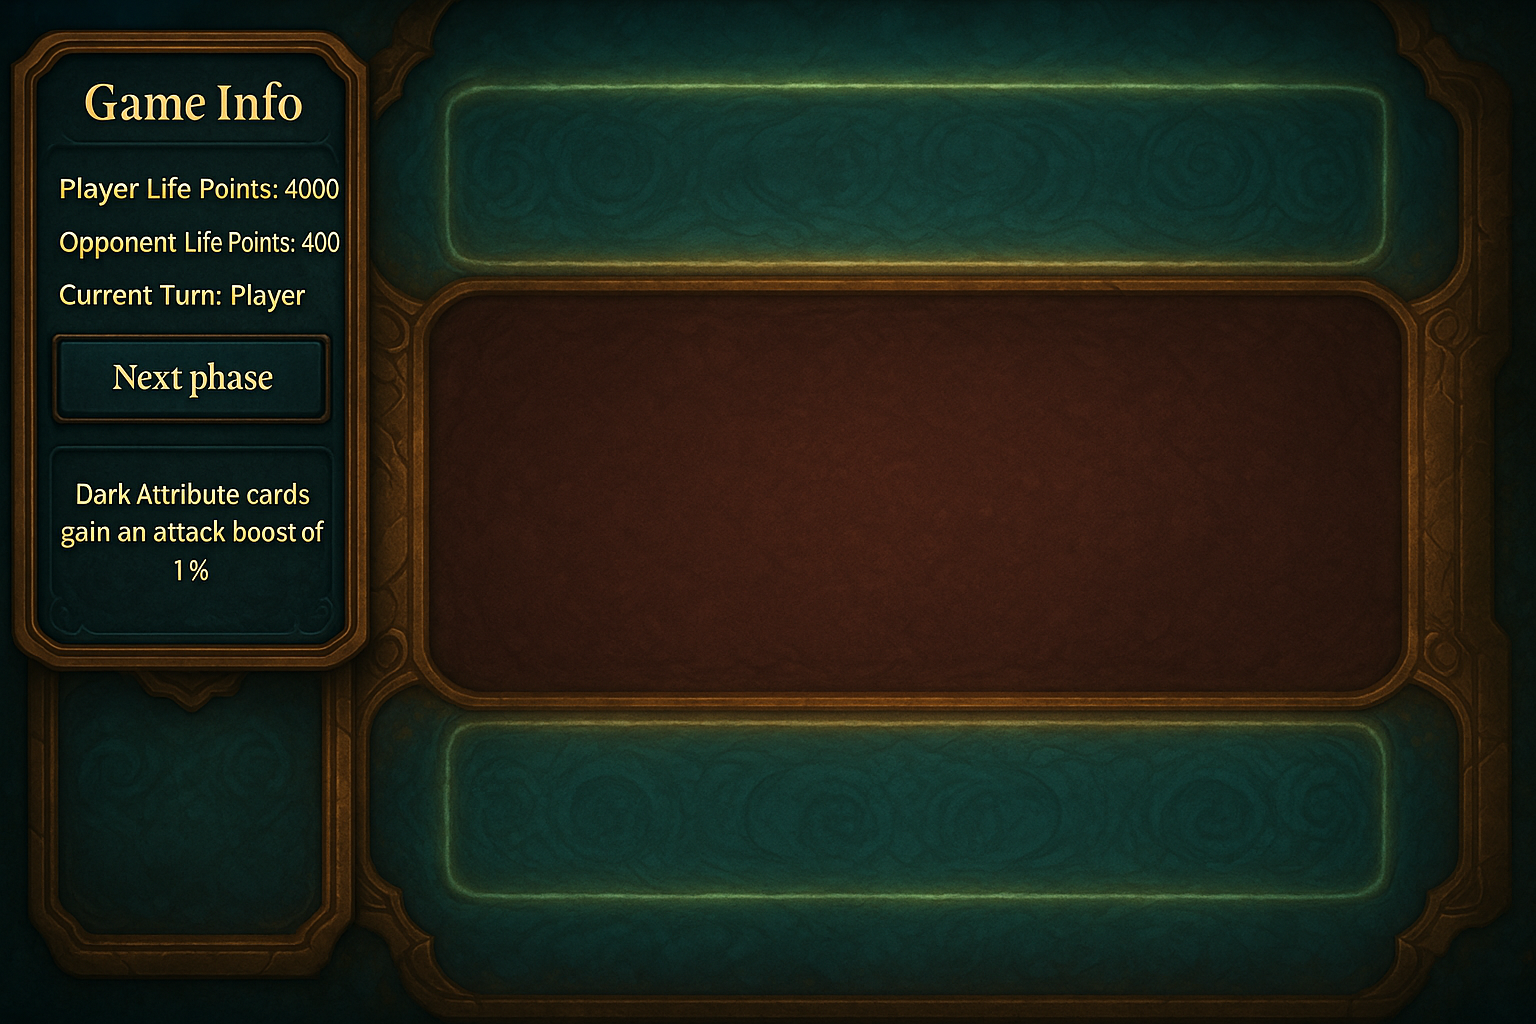 Game Info
Player Life Points: 4000
Opponent Life Points: 400
Current Turn: Player
Next phase
Dark Attribute cards
gain an attack boost of
1%